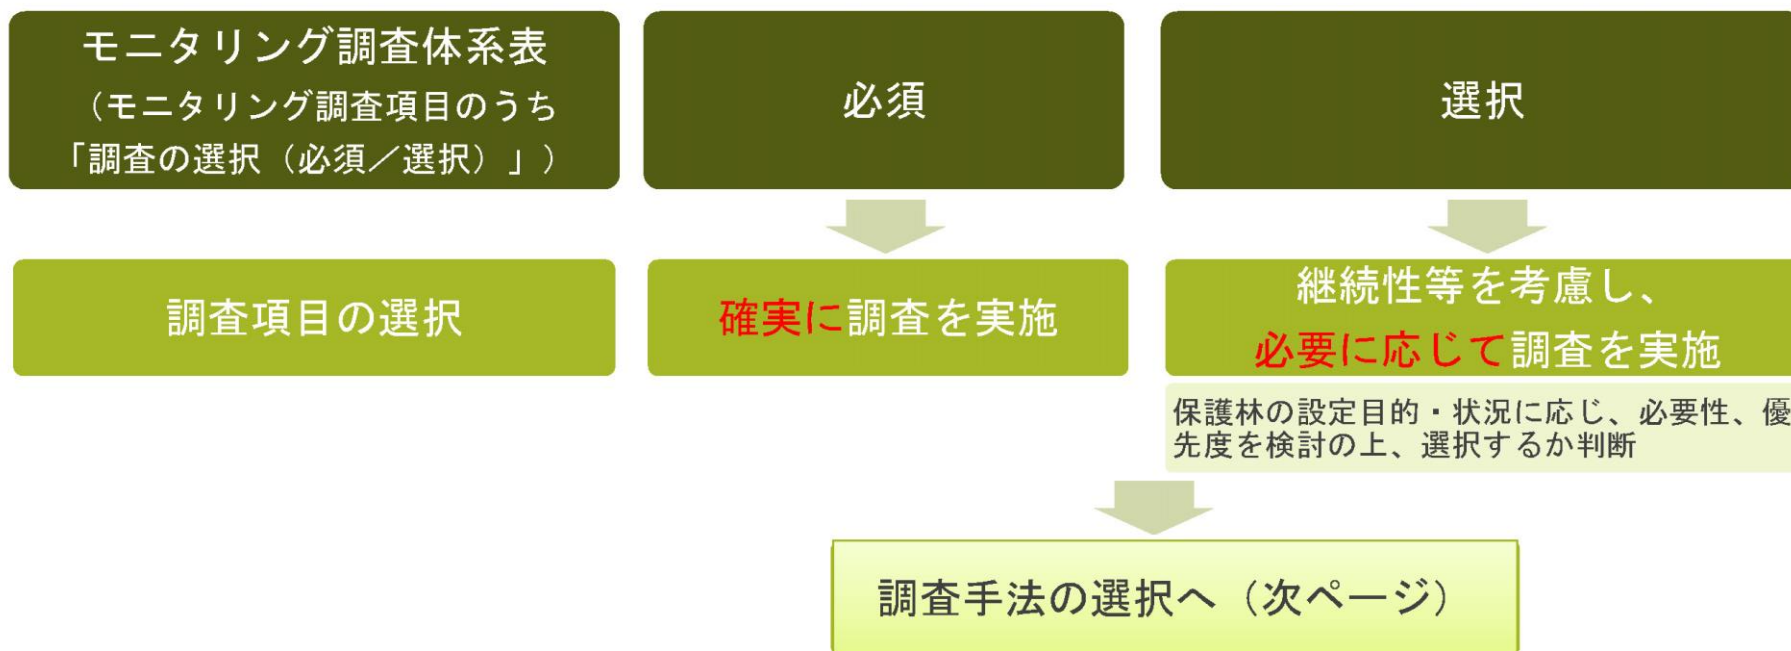 モニタリング調査体系表
（モニタリング調査項目のうち
「調査の選択（必須／選択）」）
必須
選択
調査項目の選択
確実に調査を実施
継続性等を考慮し、
必要に応じて調査を実施
保護林の設定目的・状況に応じ、必要性、優
先度を検討の上、選択するか判断
調査手法の選択へ（次ページ）